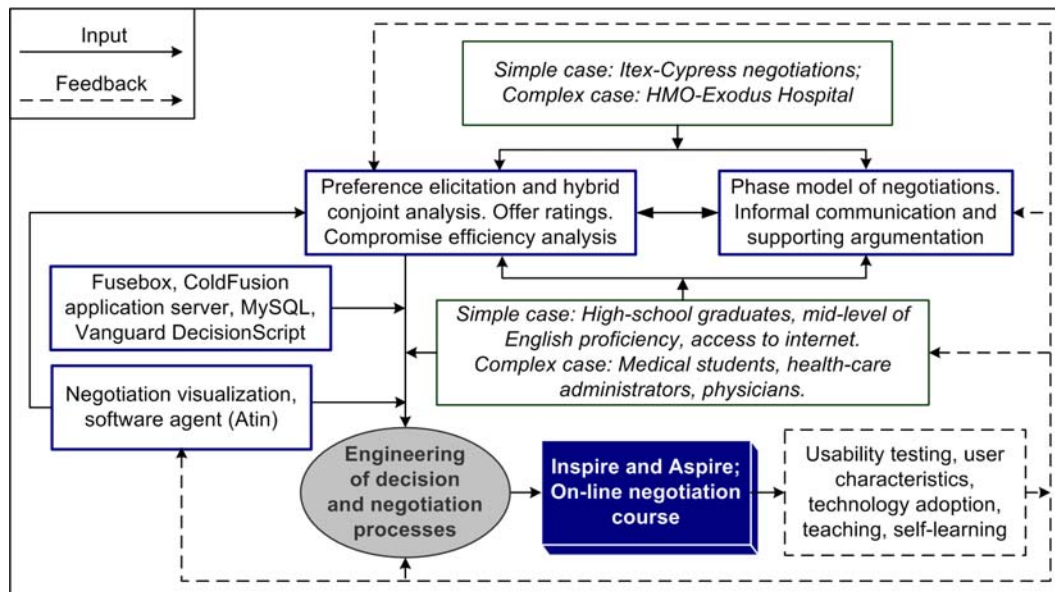 Input
Feedback
Simple case: Itex-Cypress negotiations;
Complex case: HMO-Exodus Hospital
Preference elicitation and hybrid
conjoint analysis. Offer ratings.
Compromise efficiency analysis
Phase model of negotiations.
Informal communication and
supporting argumentation
Fusebox, ColdFusion
application server, MySQL,
Vanguard DecisionScript
Simple case: High-school graduates, mid-level of
English proficiency, access to internet.
Complex case: Medical students, health-care
administrators, physicians.
Negotiation visualization,
software agent (Atin)
Engineering
of decision
and negotiation
processes
Inspire and Aspire;
On-line negotiation
course
Usability testing, user
characteristics,
technology adoption,
teaching, self-learning